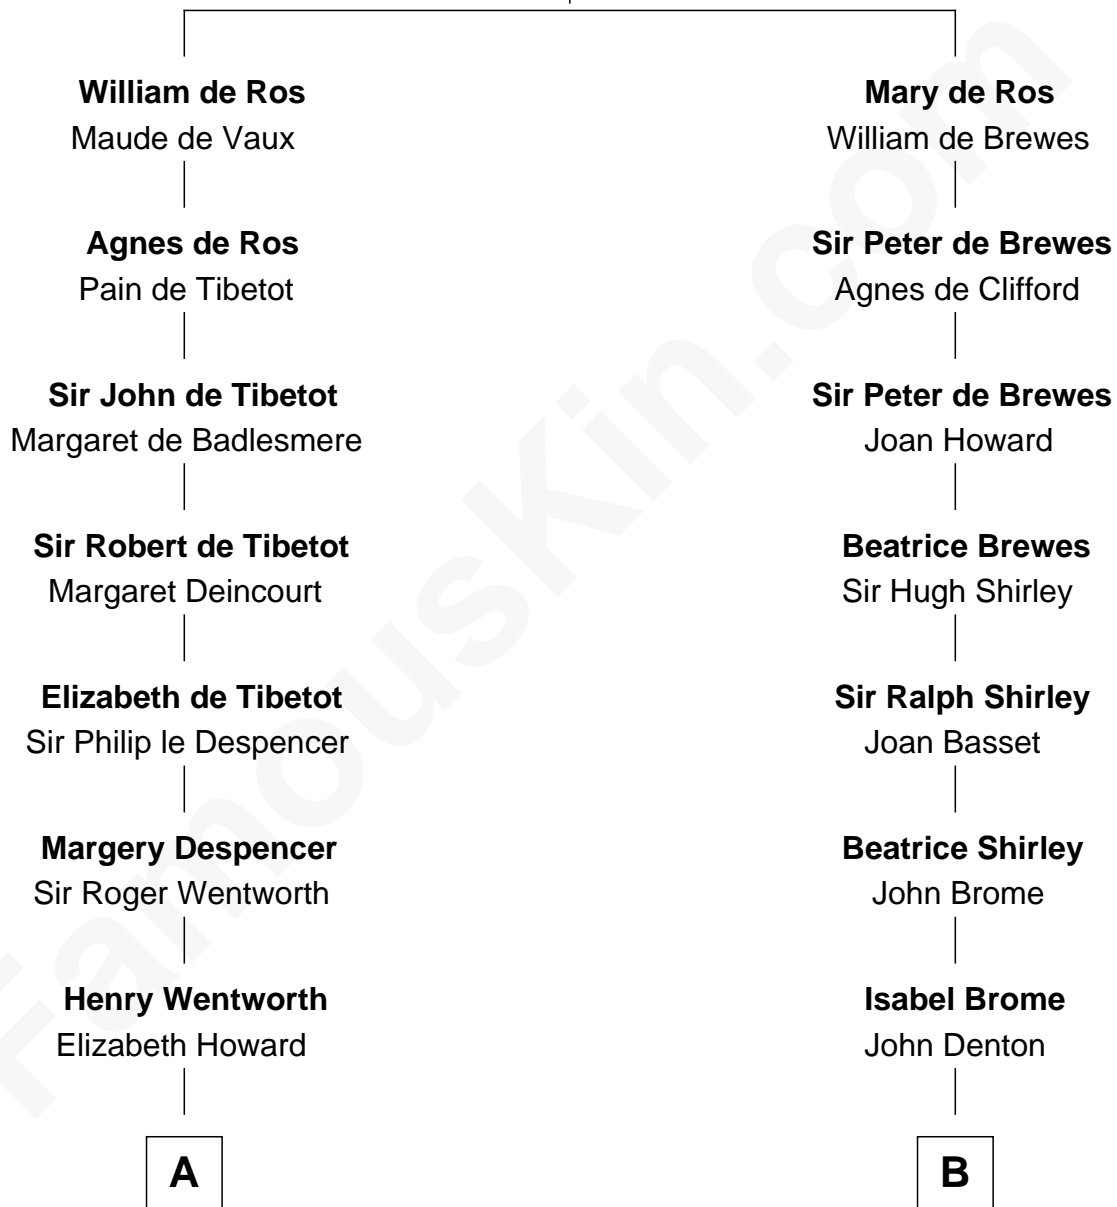 William de Ros
Maude de Vaux
Mary de Ros
William de Brewes
Agnes de Ros
Pain de Tibetot
Sir Peter de Brewes
Agnes de Clifford
Sir John de Tibetot
Margaret de Badlesmere
Sir Peter de Brewes
Joan Howard
Sir Robert de Tibetot
Margaret Deincourt
Beatrice Brewes
Sir Hugh Shirley
Elizabeth de Tibetot
Sir Philip le Despencer
Sir Ralph Shirley
Joan Basset
Margery Despencer
Sir Roger Wentworth
Beatrice Shirley
John Brome
Henry Wentworth
Elizabeth Howard
Isabel Brome
John Denton
A
B
FamousKin.com